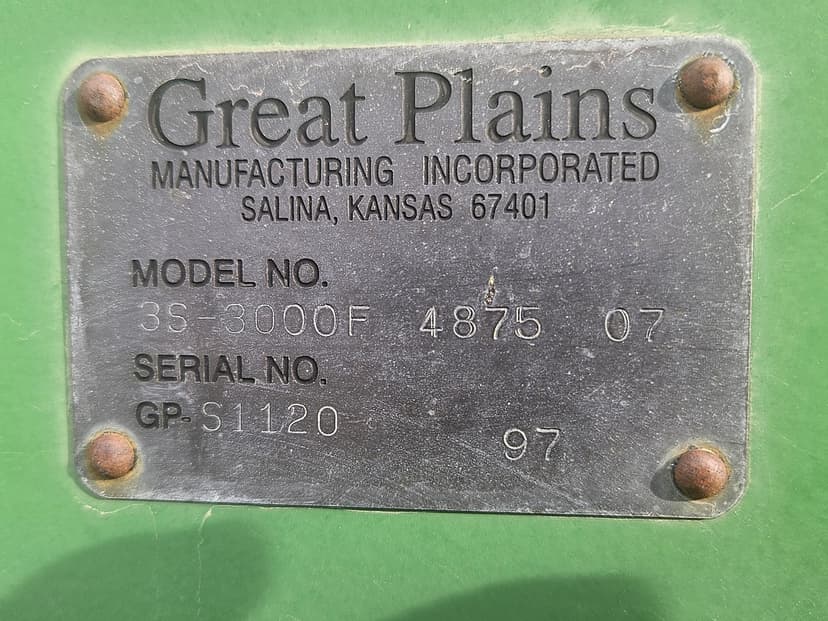 Great Plains
MANUFACTURING INCORPORATED
SALINA, KANSAS 67401
MODEL NO.
3S-3000F 4875 07
SERIAL NO.
GP-S1120
97